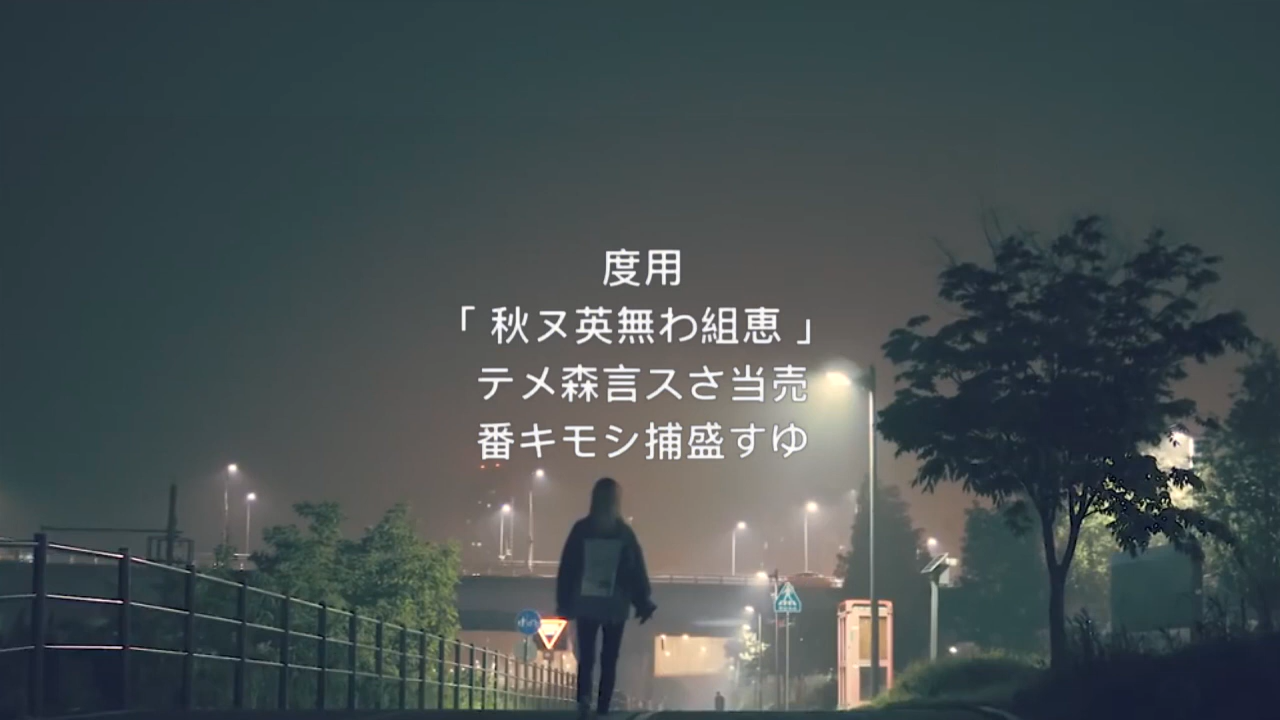 度用
「 秋ヌ英無わ組恵 」
テメ森言スさ当売
番キモシ捕盛すゆ